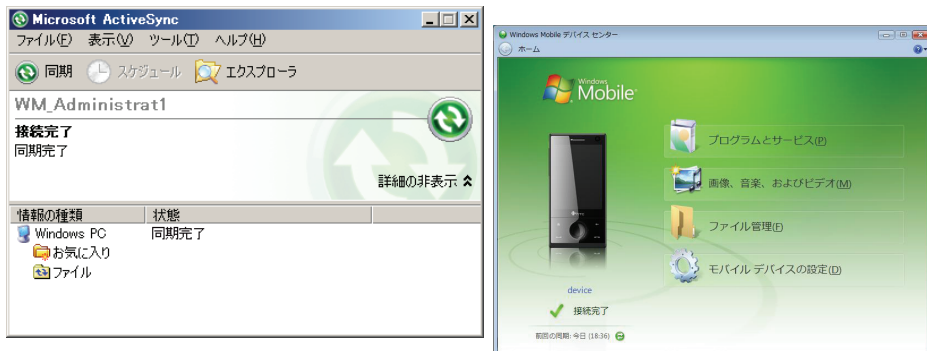 Microsoft ActiveSync
ファイル(F) 表示(V) ツール(T) ヘルプ(H)
同期 スケジュール エクスプローラ
WM_Administrat1
接続完了
同期完了
詳細の非表示
情報の種類 状態
Windows PC 同期完了
お気に入り
ファイル
Windows Mobile デバイス センター
ホーム
Windows
Mobile
プログラムとサービス(P)
画像、音楽、およびビデオ(M)
ファイル管理(F)
モバイル デバイスの設定(D)
device
接続完了
前回の同期: 今日 (18:36)